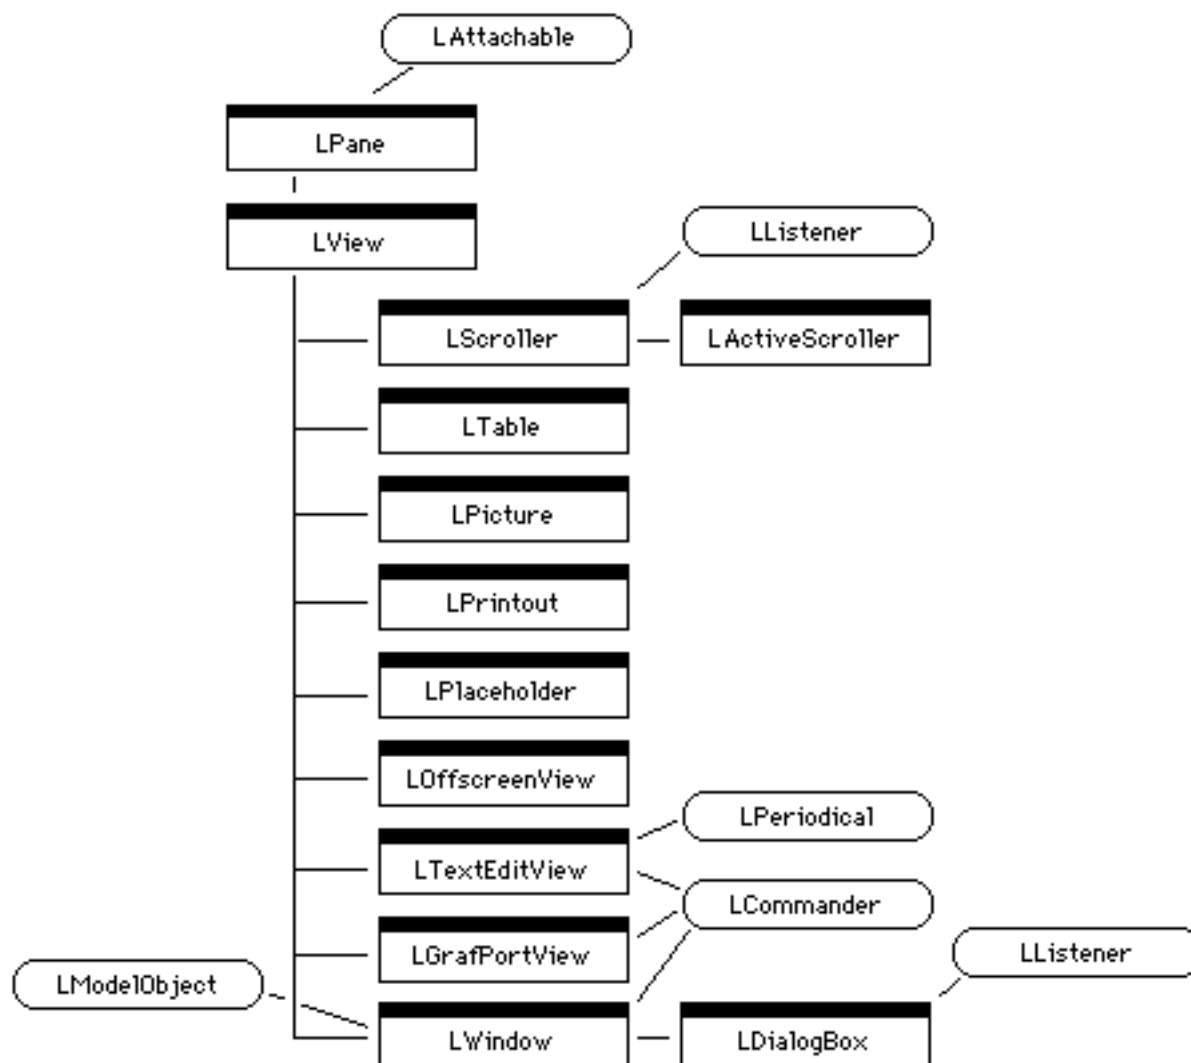 LAttachable
LPane
LView
LListener
LScroller
LActiveScroller
LTable
LPicture
LPrintout
LPlaceholder
LOffscreenView
LPeriodical
LTextEditView
LCommander
LGrafPortView
LListener
LModelObject
LWindow
LDialogBox